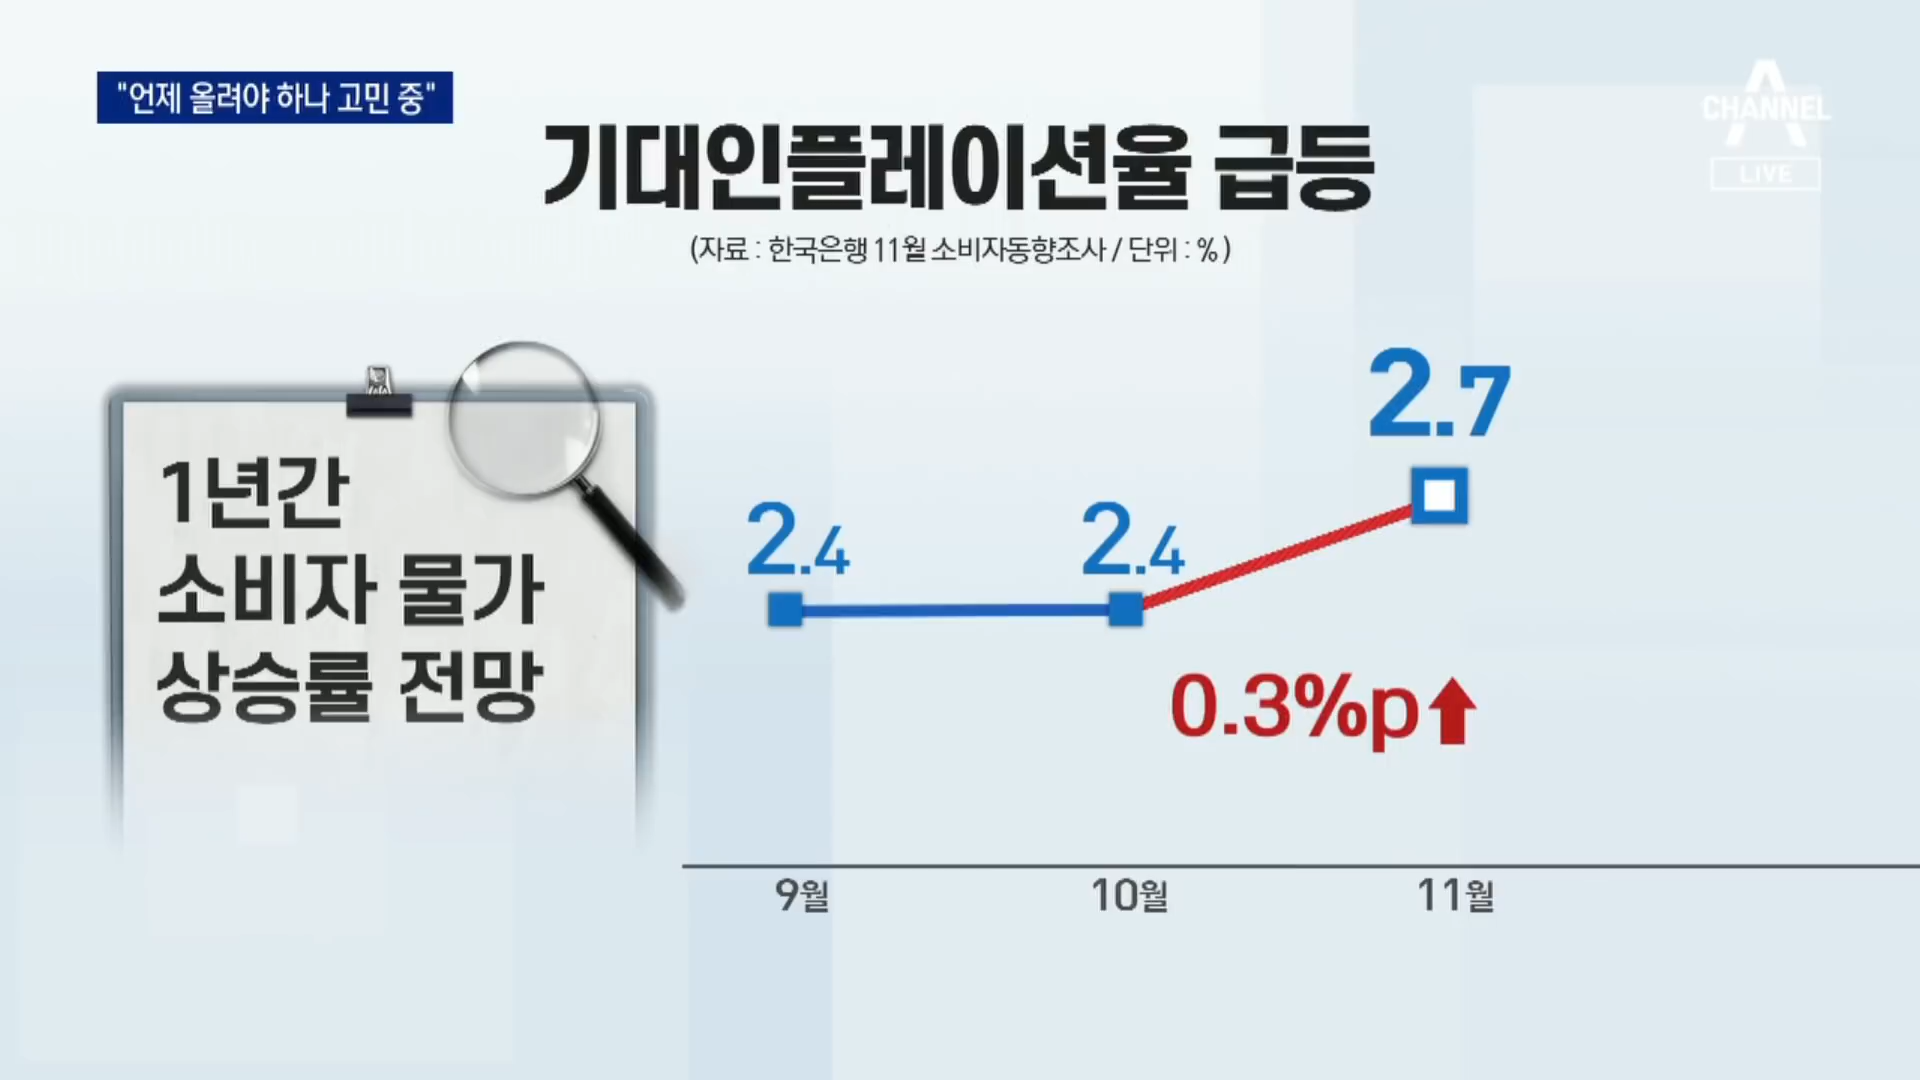 "언제 올려야 하나 고민 중"
CHANNEL A
LIVE
기대인플레이션율 급등
(자료 : 한국은행 11월 소비자동향조사 / 단위 : %)
1년간
소비자 물가
상승률 전망
2.4
2.4
2.7
0.3%p
9월
10월
11월